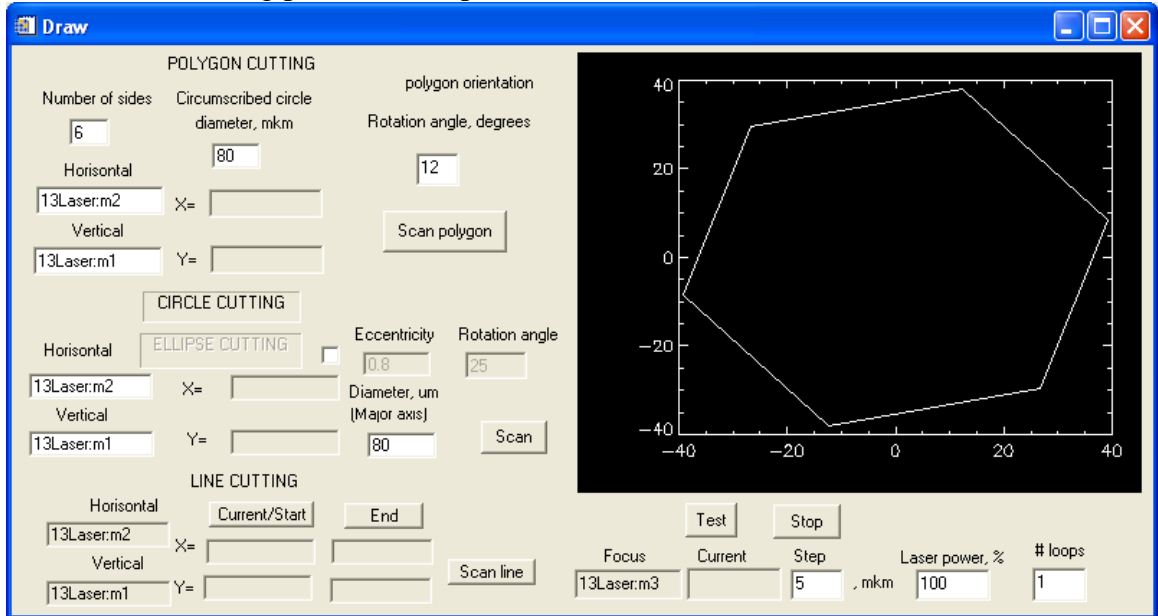 Draw
POLYGON CUTTING
polygon orientation
Number of sides
Circumscribed circle
diameter, mkm
Rotation angle, degrees
6
80
12
Horisontal
13Laser:m2
X=
Vertical
Scan polygon
13Laser:m1
Y=
CIRCLE CUTTING
ELLIPSE CUTTING
Eccentricity
Rotation angle
Horisontal
0.8
25
13Laser:m2
X=
Diameter, um
(Major axis)
Vertical
13Laser:m1
Y=
80
Scan
LINE CUTTING
Horisontal
Current/Start
End
13Laser:m2
X=
Vertical
Scan line
13Laser:m1
Y=
40
20
0
−20
−40
−40
−20
0
20
40
Test
Stop
Focus
Current
Step
Laser power, %
# loops
13Laser:m3
5
, mkm
100
1